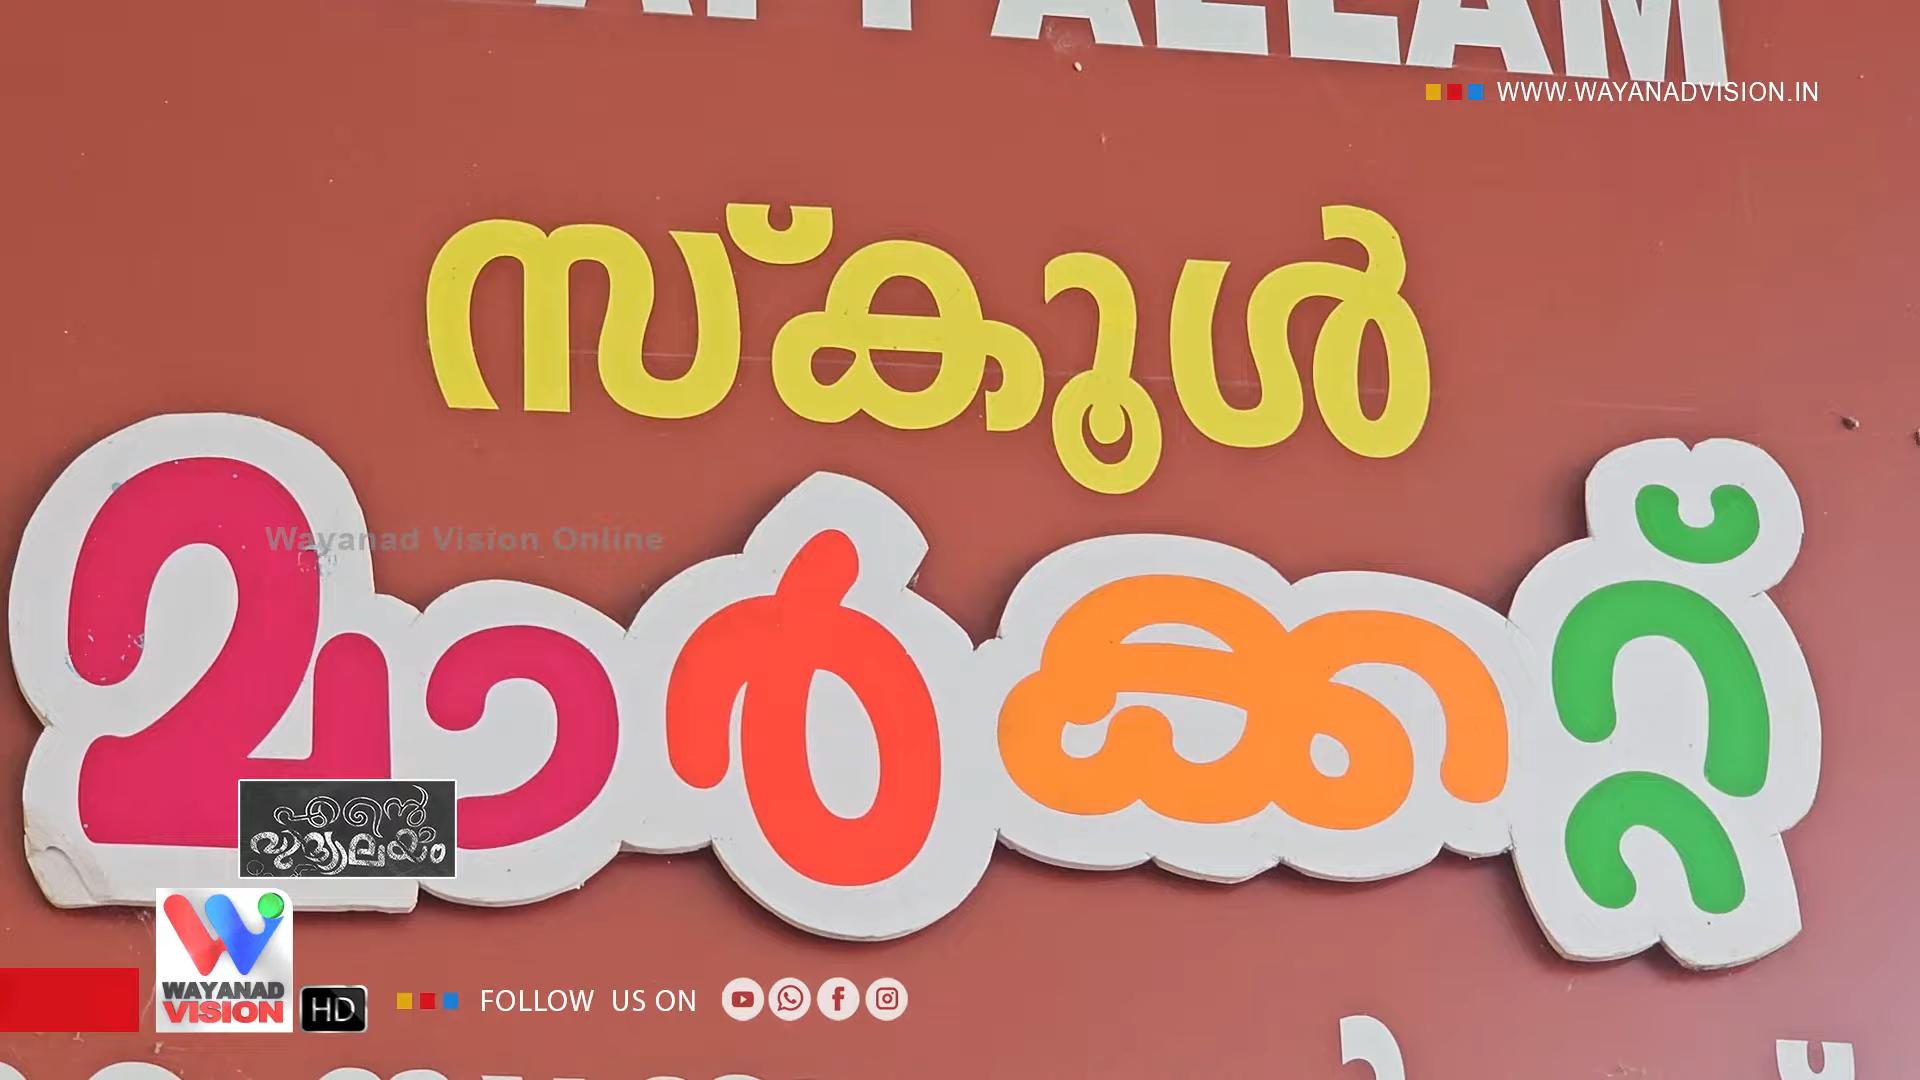 WWW.WAYANADVISION.IN
സ്കൂൾ
Wayanad Vision Online
മാർക്കറ്റ്
എന്റെ
വിദ്യാലയം
WAYANAD
VISION
HD
FOLLOW US ON